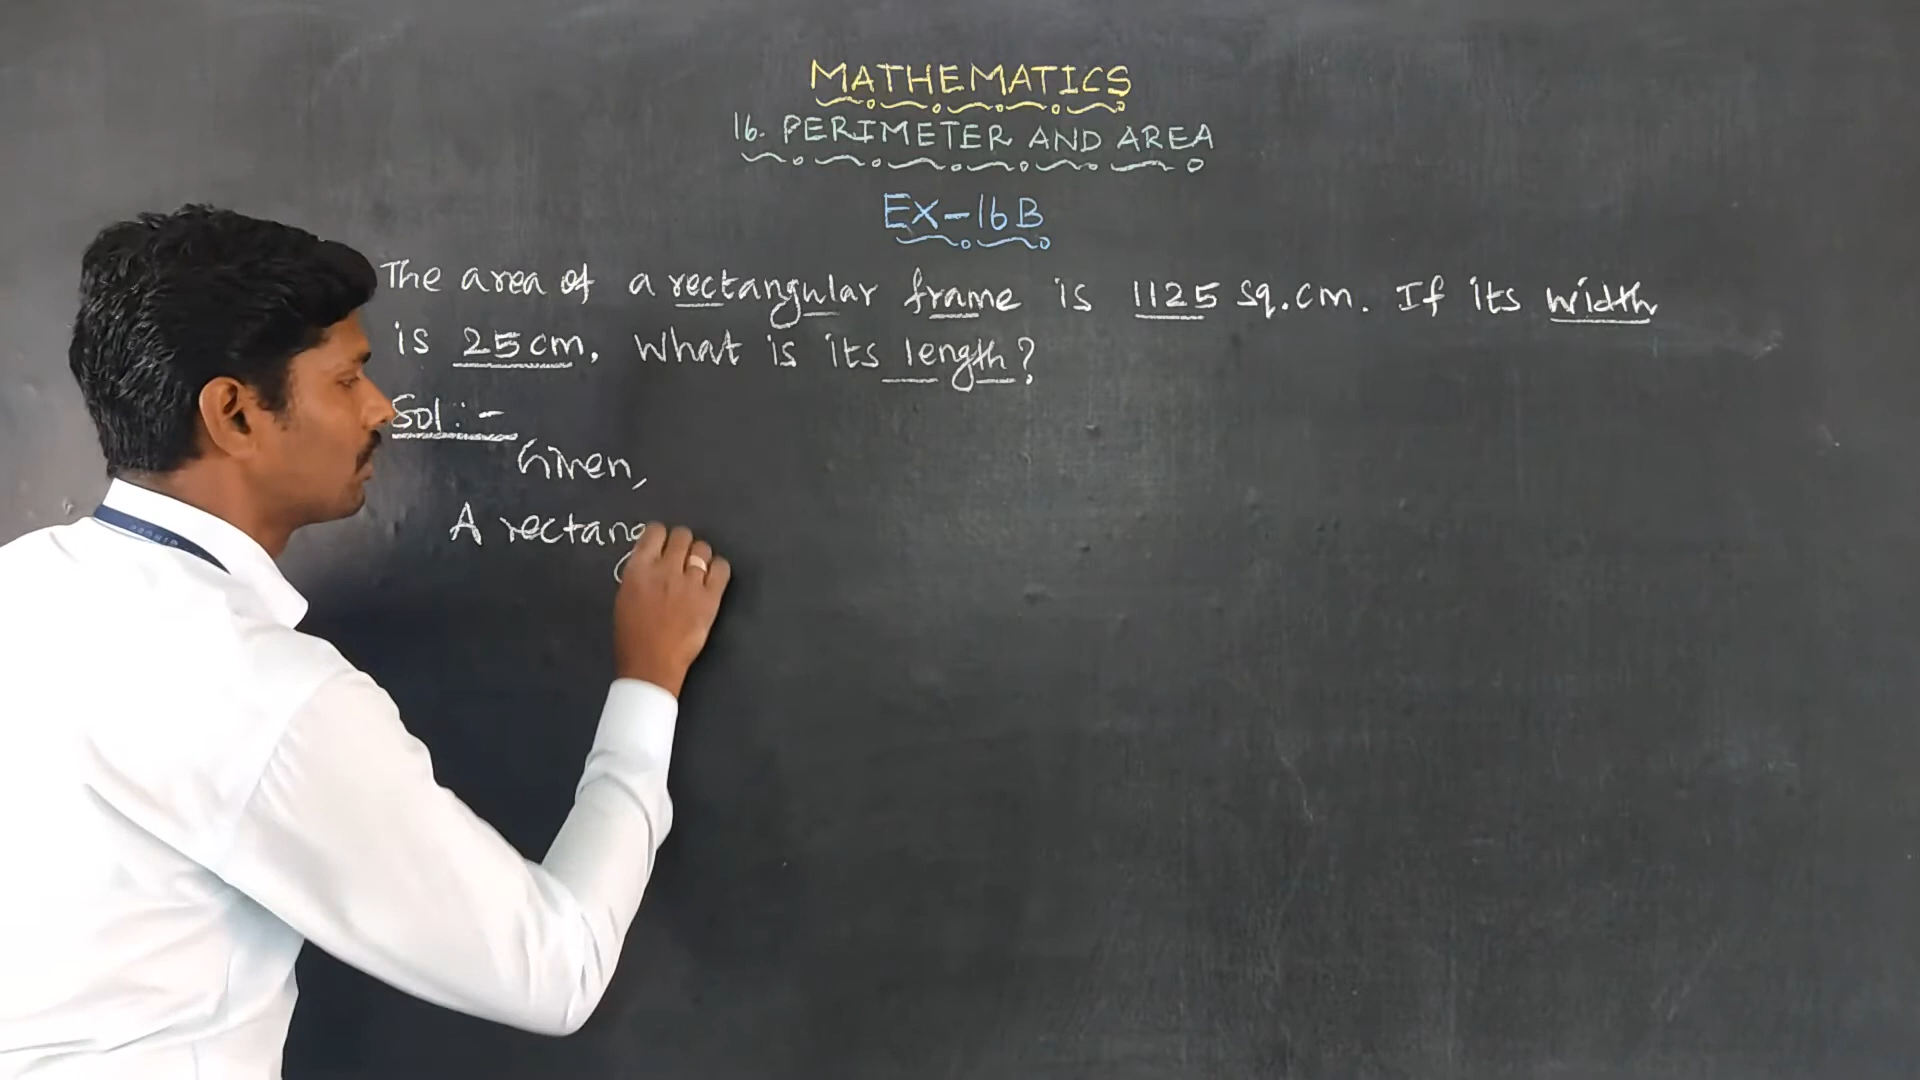 MATHEMATICS
16. PERIMETER AND AREA
EX-16B
The area of a rectangular frame is 1125 sq.cm. If its width
is 25cm, What is its length?
Sol:-
Given,
A rectang